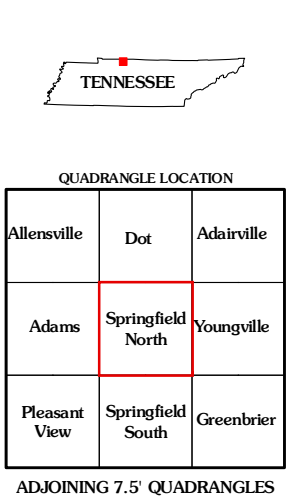 TENNESSEE
QUADRANGLE LOCATION
Allensville
Dot
Adairville
Adams
Springfield
North
Youngville
Pleasant
View
Springfield
South
Greenbrier
ADJOINING 7.5' QUADRANGLES